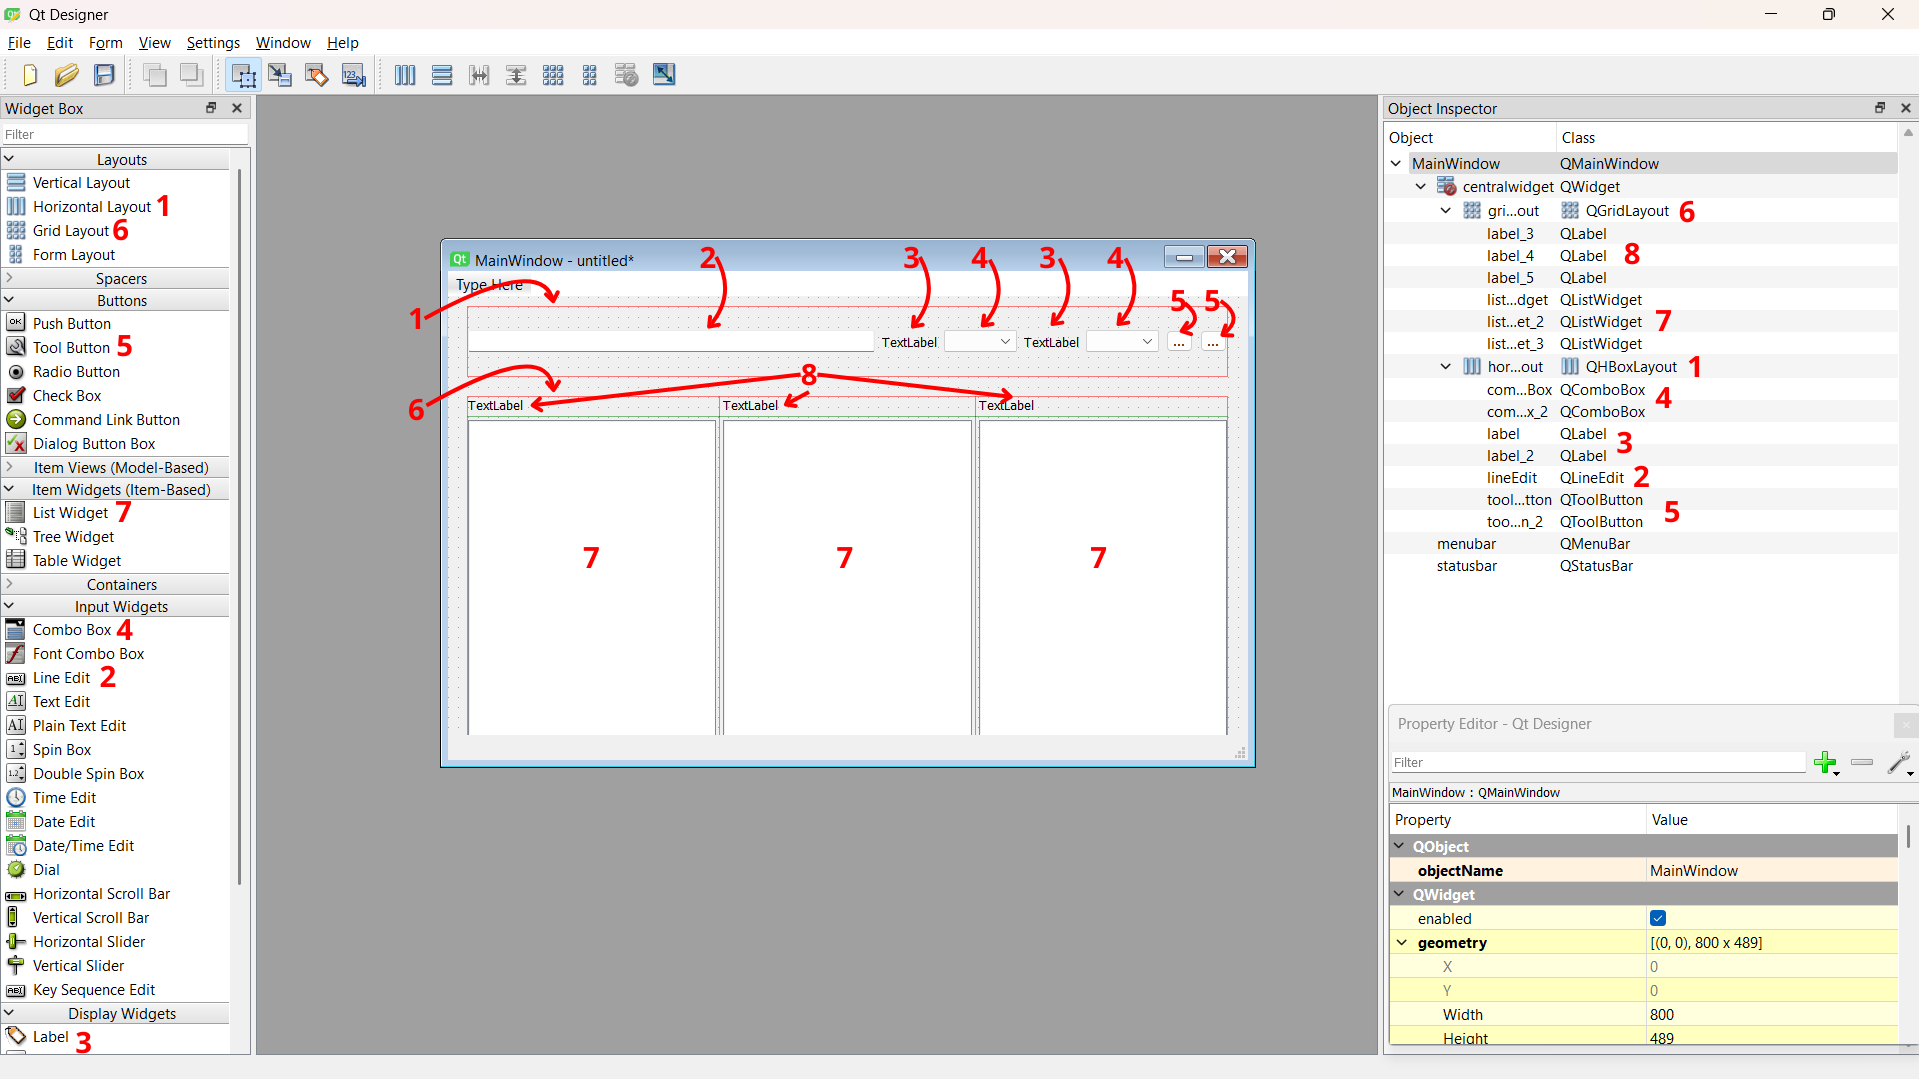 Qt Designer
File Edit Form View Settings Window Help
Widget Box
Filter
Layouts
Vertical Layout
Horizontal Layout 1
Grid Layout 6
Form Layout
Spacers
Buttons
Push Button
Tool Button 5
Radio Button
Check Box
Command Link Button
Dialog Button Box
Item Views (Model-Based)
Item Widgets (Item-Based)
List Widget 7
Tree Widget
Table Widget
Containers
Input Widgets
Combo Box 4
Font Combo Box
Line Edit 2
Text Edit
Plain Text Edit
Spin Box
Double Spin Box
Time Edit
Date Edit
Date/Time Edit
Dial
Horizontal Scroll Bar
Vertical Scroll Bar
Horizontal Slider
Vertical Slider
Key Sequence Edit
Display Widgets
Label 3
MainWindow - untitled*
2 3 4 3 4
Type Here
5 5
1
TextLabel TextLabel ... ...
8
6
TextLabel TextLabel TextLabel
7 7 7
Object Inspector
Object Class
MainWindow QMainWindow
centralwidget QWidget
gri...out QGridLayout 6
label_3 QLabel
label_4 QLabel 8
label_5 QLabel
list...dget QListWidget
list...et_2 QListWidget 7
list...et_3 QListWidget
hor...out QHBoxLayout 1
com...Box QComboBox
com...x_2 QComboBox 4
label QLabel
label_2 QLabel 3
lineEdit QLineEdit 2
tool...tton QToolButton
too...n_2 QToolButton 5
menubar QMenuBar
statusbar QStatusBar
Property Editor - Qt Designer
Filter
MainWindow : QMainWindow
Property Value
QObject
objectName MainWindow
QWidget
enabled
geometry [(0, 0), 800 x 489]
X 0
Y 0
Width 800
Height 489